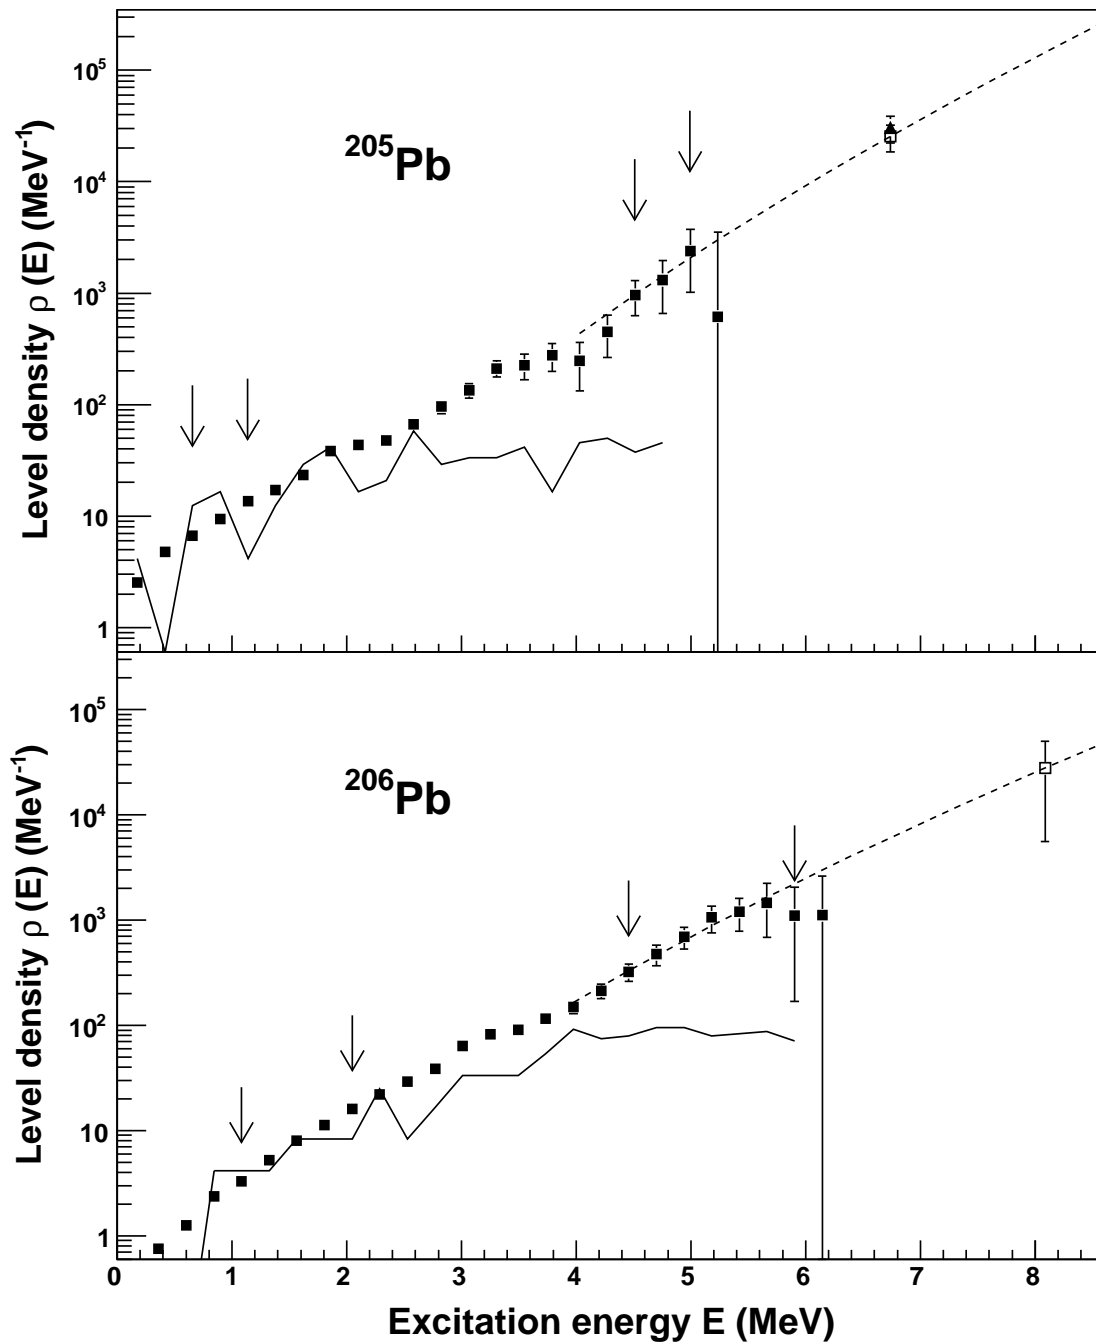 Level density ρ (E) (MeV⁻¹)
10⁵
10⁴
10³
10²
10
1
²⁰⁵Pb
Level density ρ (E) (MeV⁻¹)
10⁵
10⁴
10³
10²
10
1
²⁰⁶Pb
0 1 2 3 4 5 6 7 8
Excitation energy E (MeV)